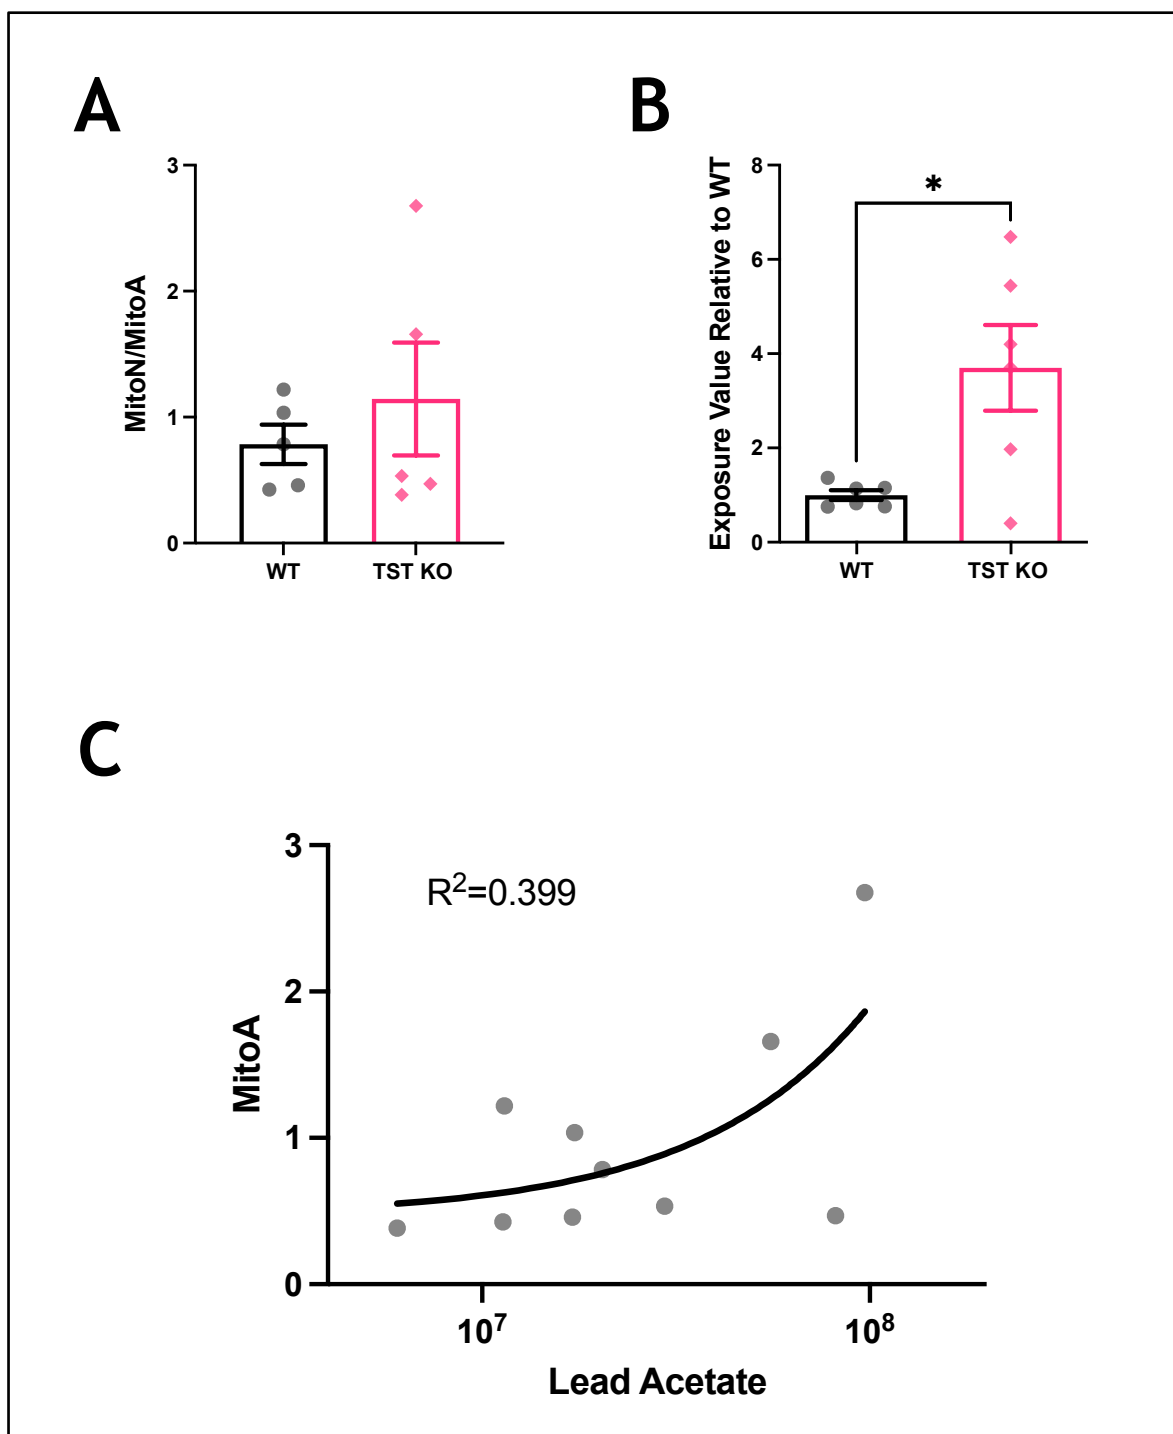 A
MitoN/MitoA
3
2
1
0
WT
TST KO
B
Exposure Value Relative to WT
8
6
4
2
0
*
WT
TST KO
C
MitoA
3
2
1
0
R²=0.399
10⁷
10⁸
Lead Acetate